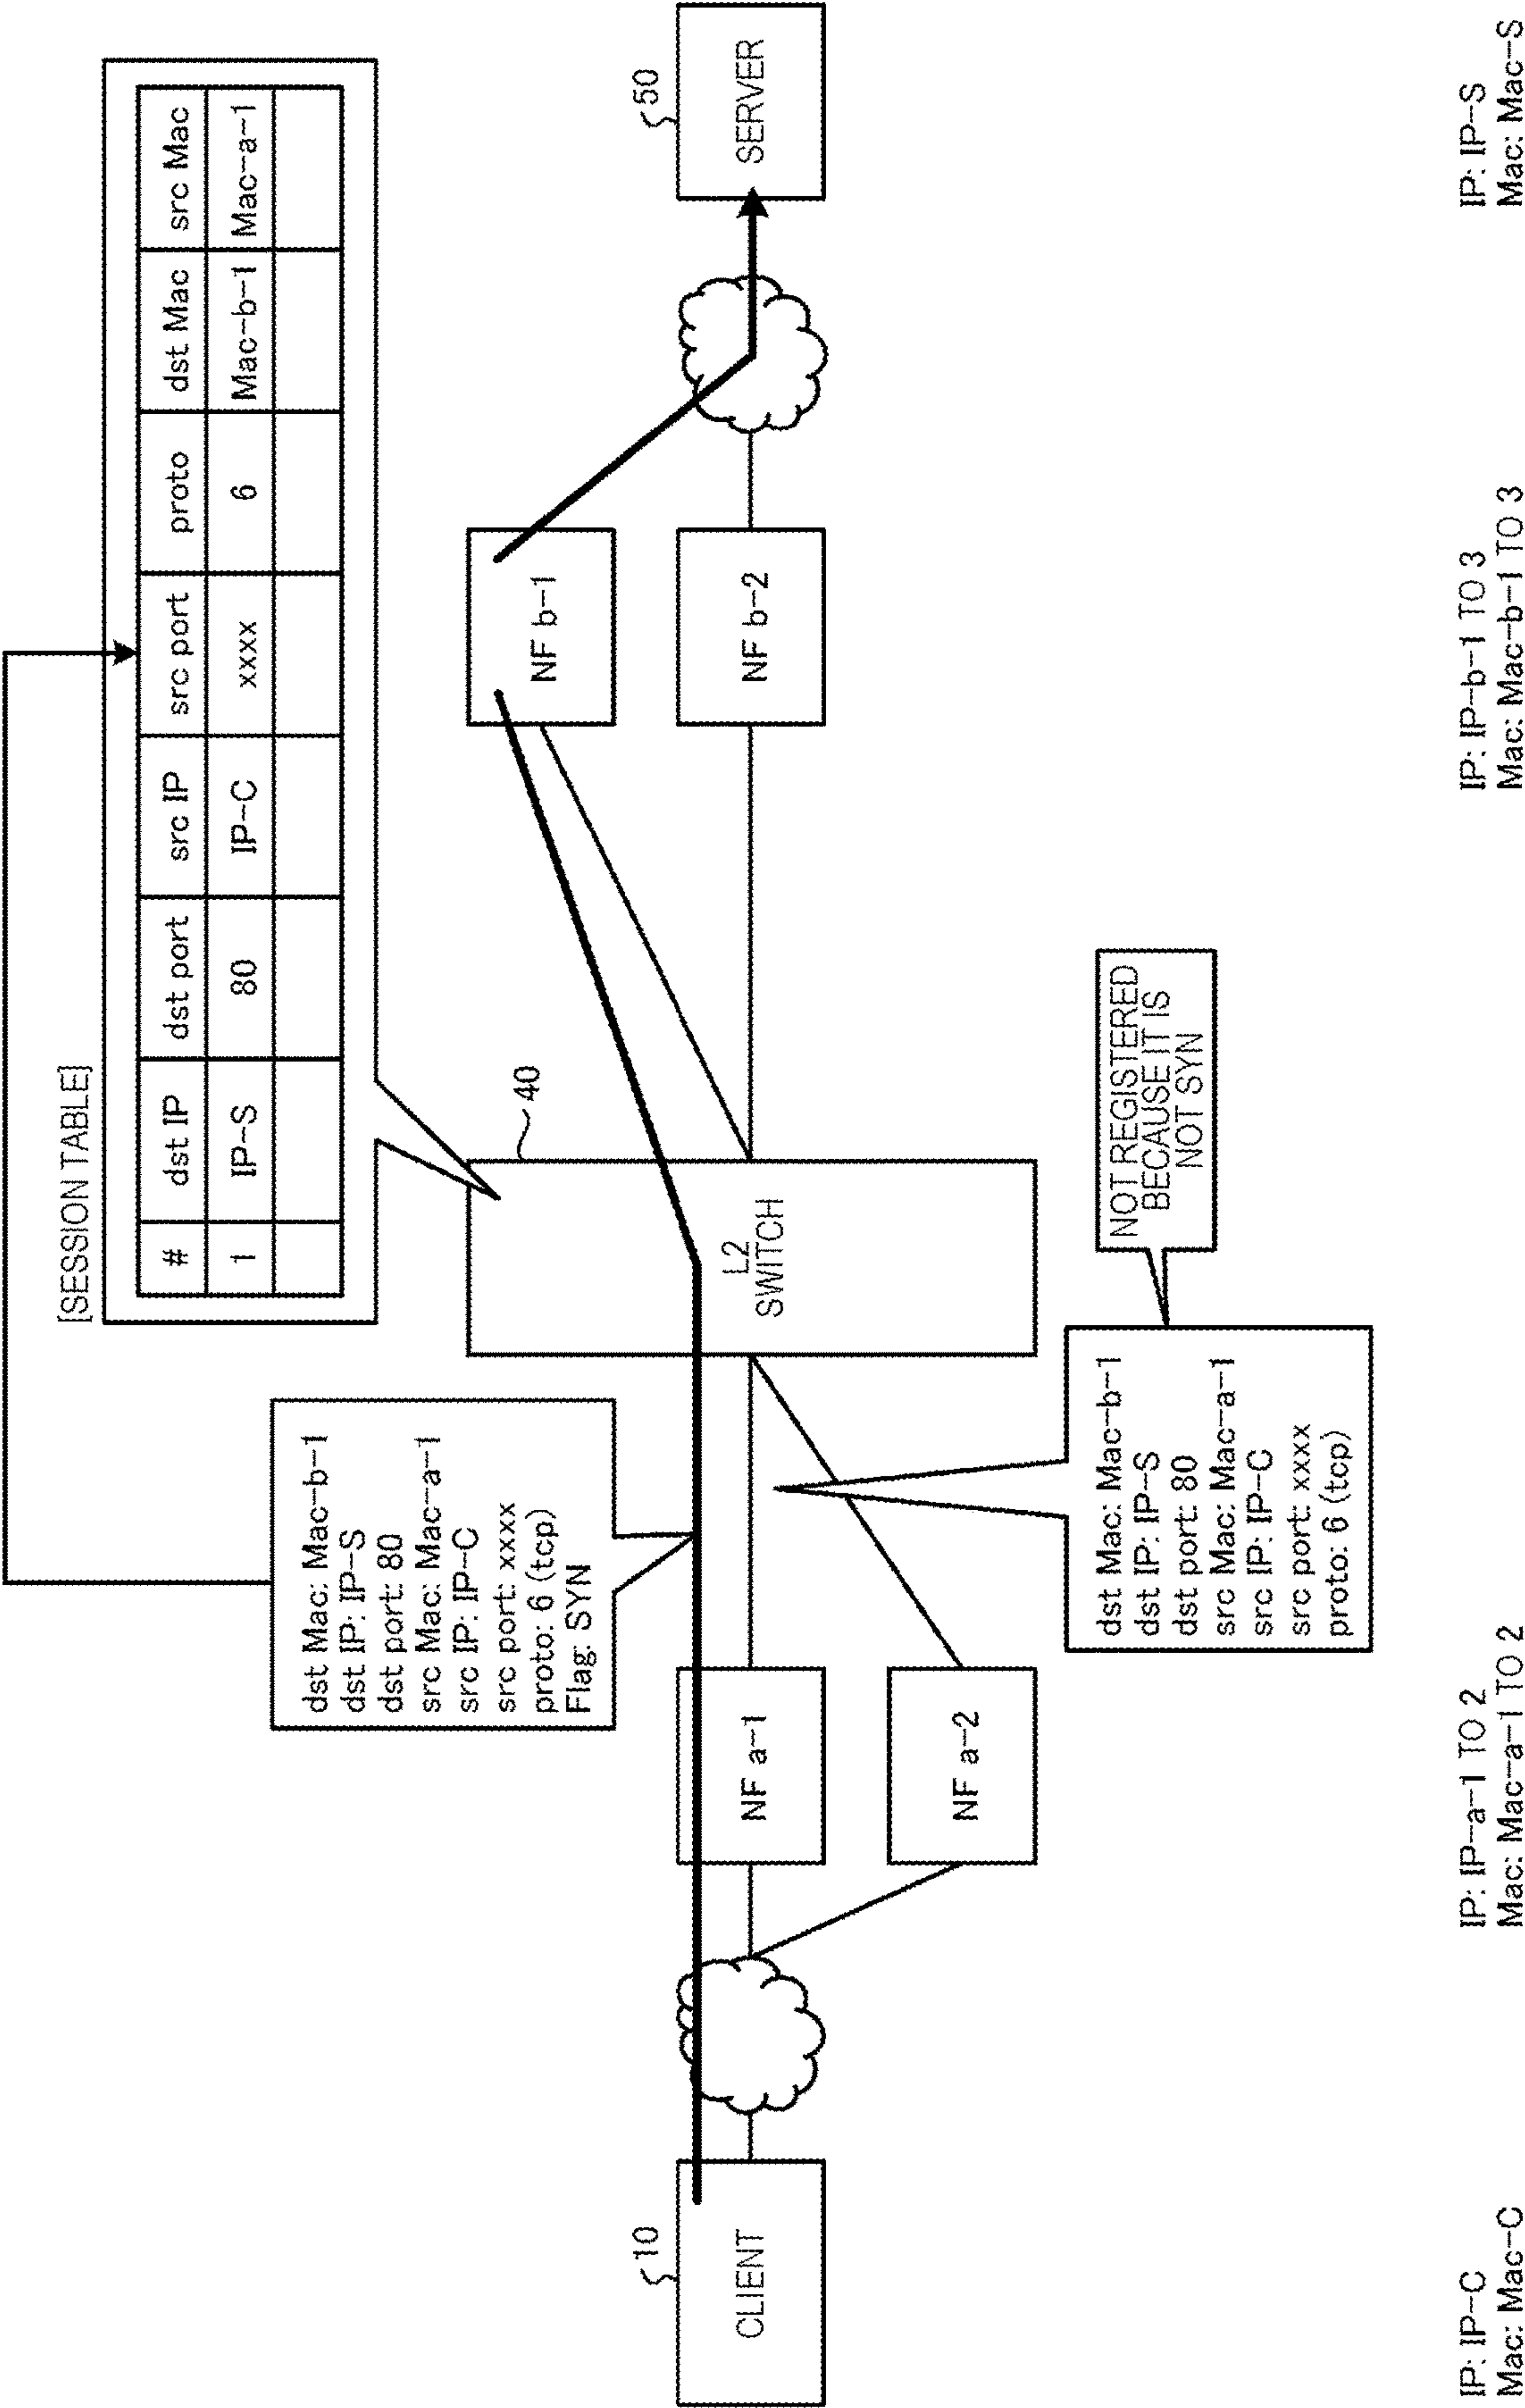 [SESSION TABLE]
# dst IP dst port src IP src port proto dst Mac src Mac
1 IP-S 80 IP-C xxxx 6 Mac-b-1 Mac-a-1
dst Mac: Mac-b-1
dst IP: IP-S
dst port: 80
src Mac: Mac-a-1
src IP: IP-C
src port: xxxx
proto: 6 (tcp)
Flag: SYN
40
10
50
CLIENT
NF a-1
NF a-2
L2
SWITCH
NF b-1
NF b-2
SERVER
dst Mac: Mac-b-1
dst IP: IP-S
dst port: 80
src Mac: Mac-a-1
src IP: IP-C
src port: xxxx
proto: 6 (tcp)
NOT REGISTERED
BECAUSE IT IS
NOT SYN
IP: IP-C
Mac: Mac-C
IP: IP-a-1 TO 2
Mac: Mac-a-1 TO 2
IP: IP-b-1 TO 3
Mac: Mac-b-1 TO 3
IP: IP-S
Mac: Mac-S